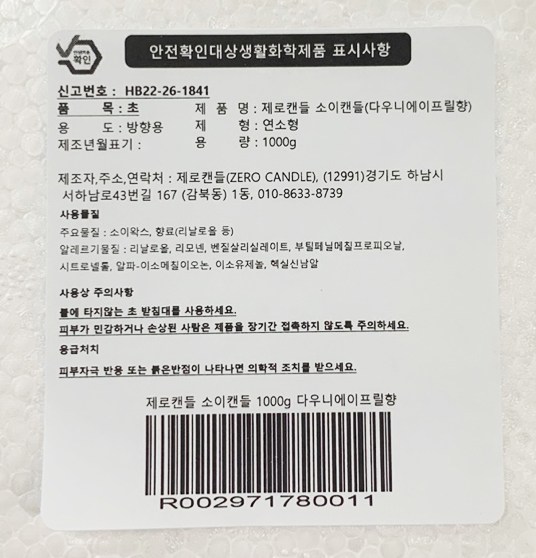 안전확인대상생활화학제품 표시사항
확인
신고번호 : HB22-26-1841
품 목 : 초 제 품 명 : 제로캔들 소이캔들(다우니에이프릴향)
용 도 : 방향용 제 형 : 연소형
제조년월표기 : 용 량 : 1000g
제조자,주소,연락처 : 제로캔들(ZERO CANDLE), (12991)경기도 하남시
서하남로43번길 167 (감북동) 1동, 010-8633-8739
사용물질
주요물질 : 소이왁스, 향료(리날로올 등)
알레르기물질 : 리날로올, 리모넨, 벤질살리실레이트, 부틸페닐메칠프로피오날,
시트로넬롤, 알파-이소메칠이오논, 이소유제놀, 헥실신남알
사용상 주의사항
불에 타지않는 초 받침대를 사용하세요.
피부가 민감하거나 손상된 사람은 제품을 장기간 접촉하지 않도록 주의하세요.
응급처치
피부자극 반응 또는 붉은반점이 나타나면 의학적 조치를 받으세요.
제로캔들 소이캔들 1000g 다우니에이프릴향
R002971780011